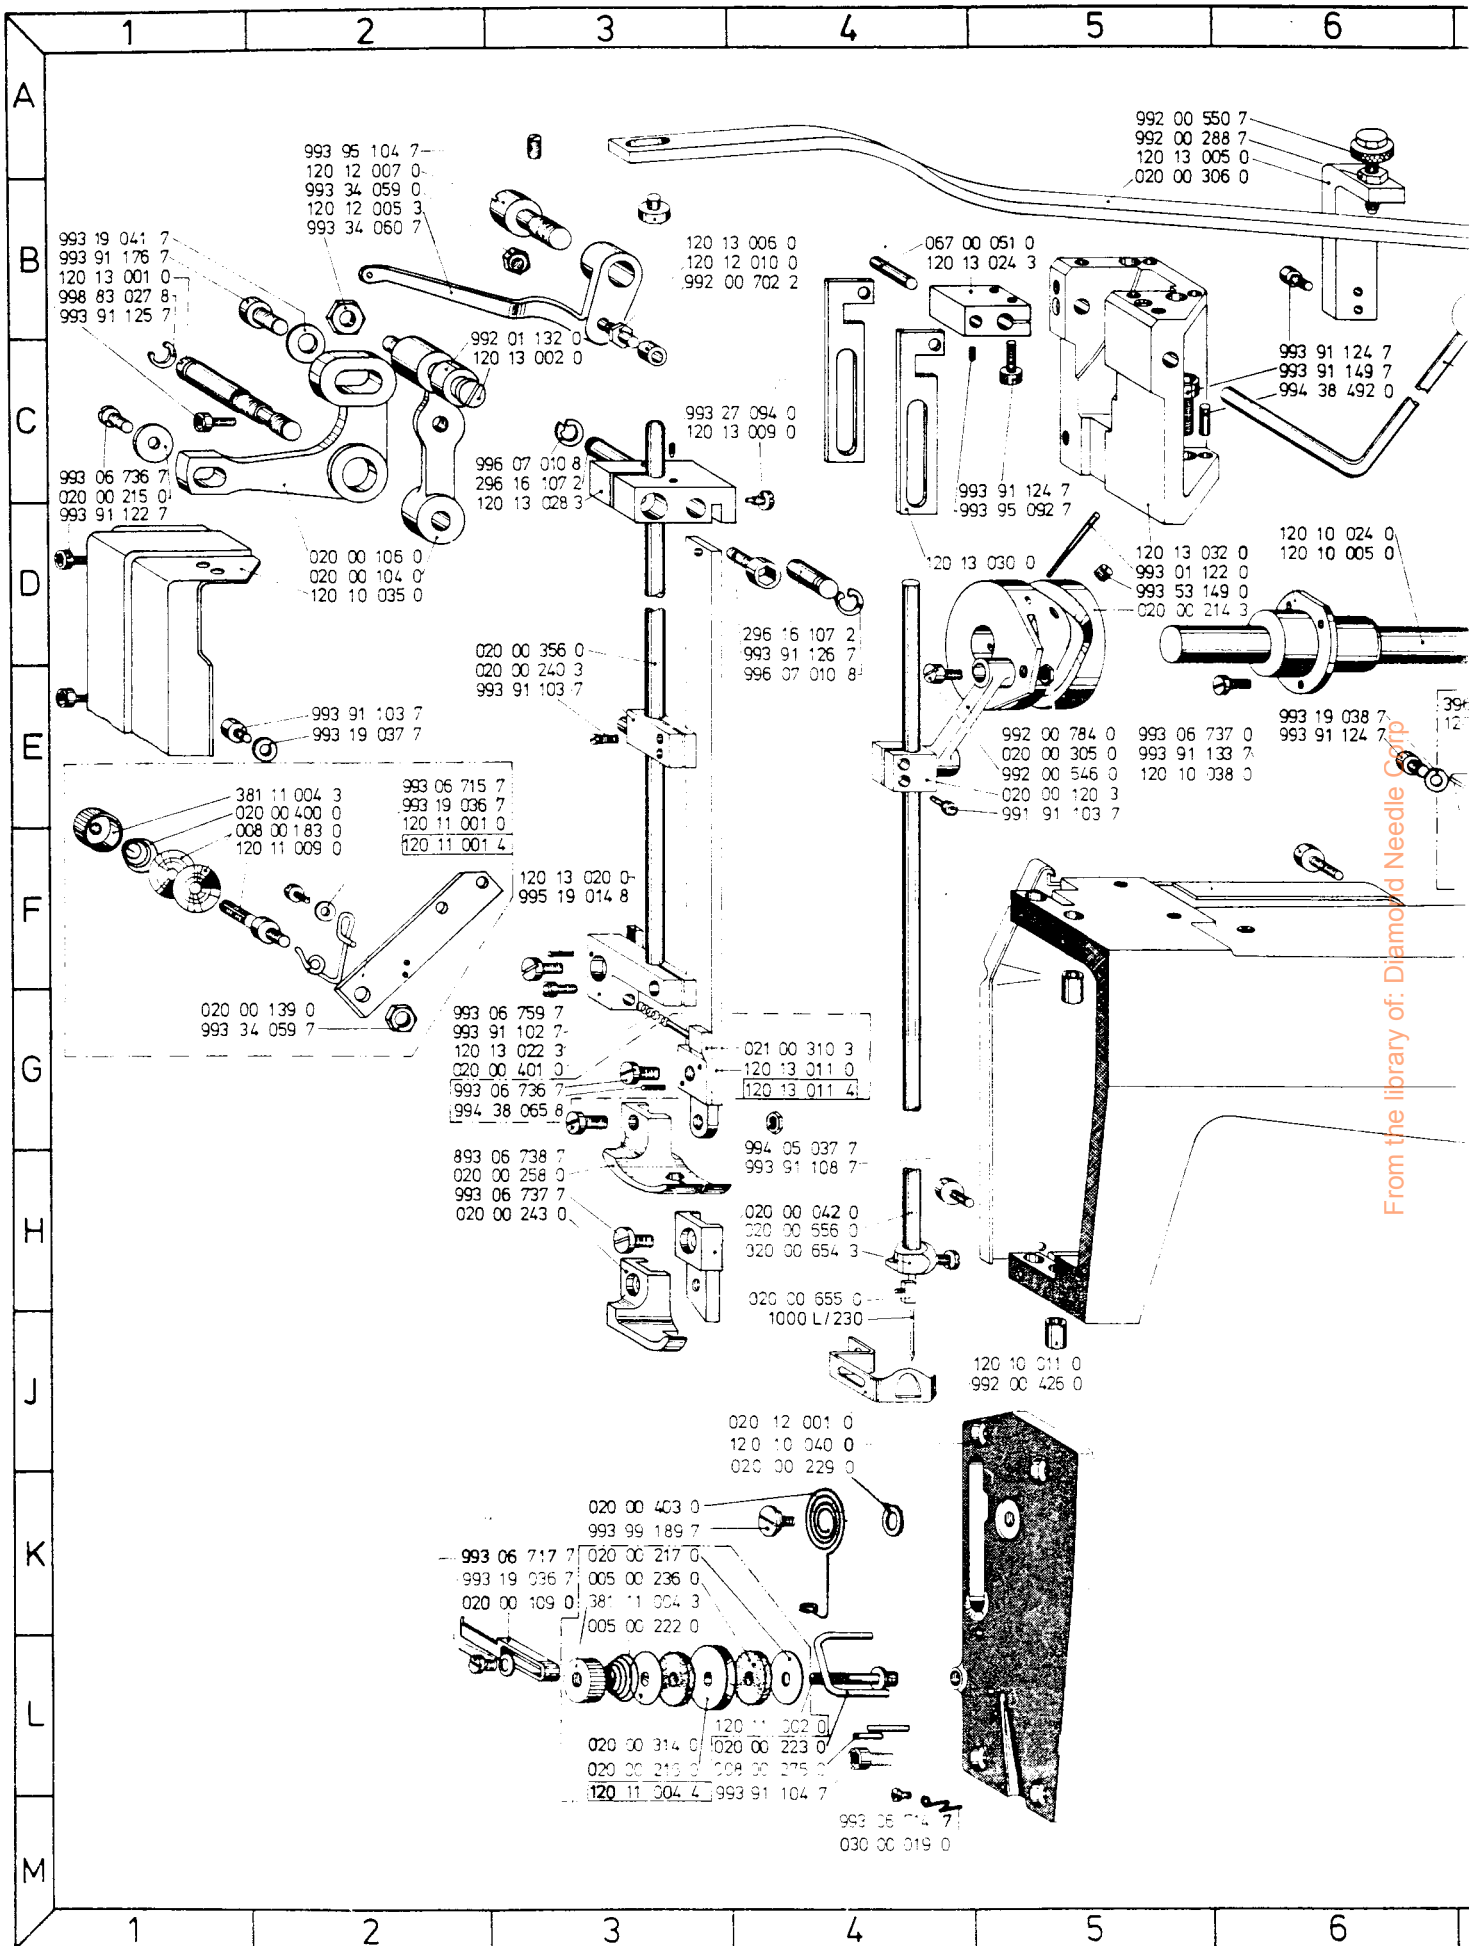 1 2 3 4 5 6
A
B
C
D
E
F
G
H
J
K
L
M
993 95 104 7
120 12 007 0
993 34 059 0
120 12 005 3
993 34 060 7
992 00 550 7
992 00 288 7
120 13 005 0
020 00 306 0
993 19 041 7
993 91 176 7
120 13 001 0
998 83 027 8
993 91 125 7
120 13 006 0
120 12 010 0
992 00 702 2
067 00 051 0
120 13 024 3
992 01 132 0
120 13 002 0
993 91 124 7
993 91 149 7
994 38 492 0
993 27 094 0
120 13 009 0
993 06 736 7
020 00 215 0
993 91 122 7
996 07 010 8
296 16 107 2
120 13 028 3
993 91 124 7
993 95 092 7
020 00 106 0
020 00 104 0
120 10 035 0
120 13 030 0
120 13 032 0
993 01 122 0
993 53 149 0
020 00 214 3
120 10 024 0
120 10 005 0
296 16 107 2
993 91 126 7
996 07 010 8
020 00 356 0
020 00 240 3
993 91 103 7
993 91 103 7
993 19 037 7
992 00 784 0
020 00 305 0
992 00 546 0
020 00 120 3
991 91 103 7
993 06 737 0
993 91 133 7
120 10 038 0
993 19 038 7
993 91 124 7
381 11 004 3
020 00 400 0
008 00 183 0
120 11 009 0
993 06 715 7
993 19 036 7
120 11 001 0
120 11 001 4
120 13 020 0
995 19 014 8
020 00 139 0
993 34 059 7
993 06 759 7
993 91 102 7
120 13 022 3
020 00 401 0
993 06 736 7
994 38 065 8
021 00 310 3
120 13 011 0
120 13 011 4
994 05 037 7
993 91 108 7
893 06 738 7
020 00 258 0
993 06 737 7
020 00 243 0
020 00 042 0
020 00 656 0
020 00 654 3
020 00 655 0
1000 L/230
120 10 011 0
992 00 426 0
020 12 001 0
120 10 040 0
020 00 229 0
020 00 403 0
993 99 189 7
993 06 717 7
993 19 036 7
020 00 109 0
020 00 217 0
005 00 236 0
381 11 004 3
005 00 222 0
120 11 002 0
020 00 314 0
020 00 223 0
120 11 004 4
993 91 104 7
030 00 019 0
From the library of: Diamond Needle Corp
1 2 3 4 5 6